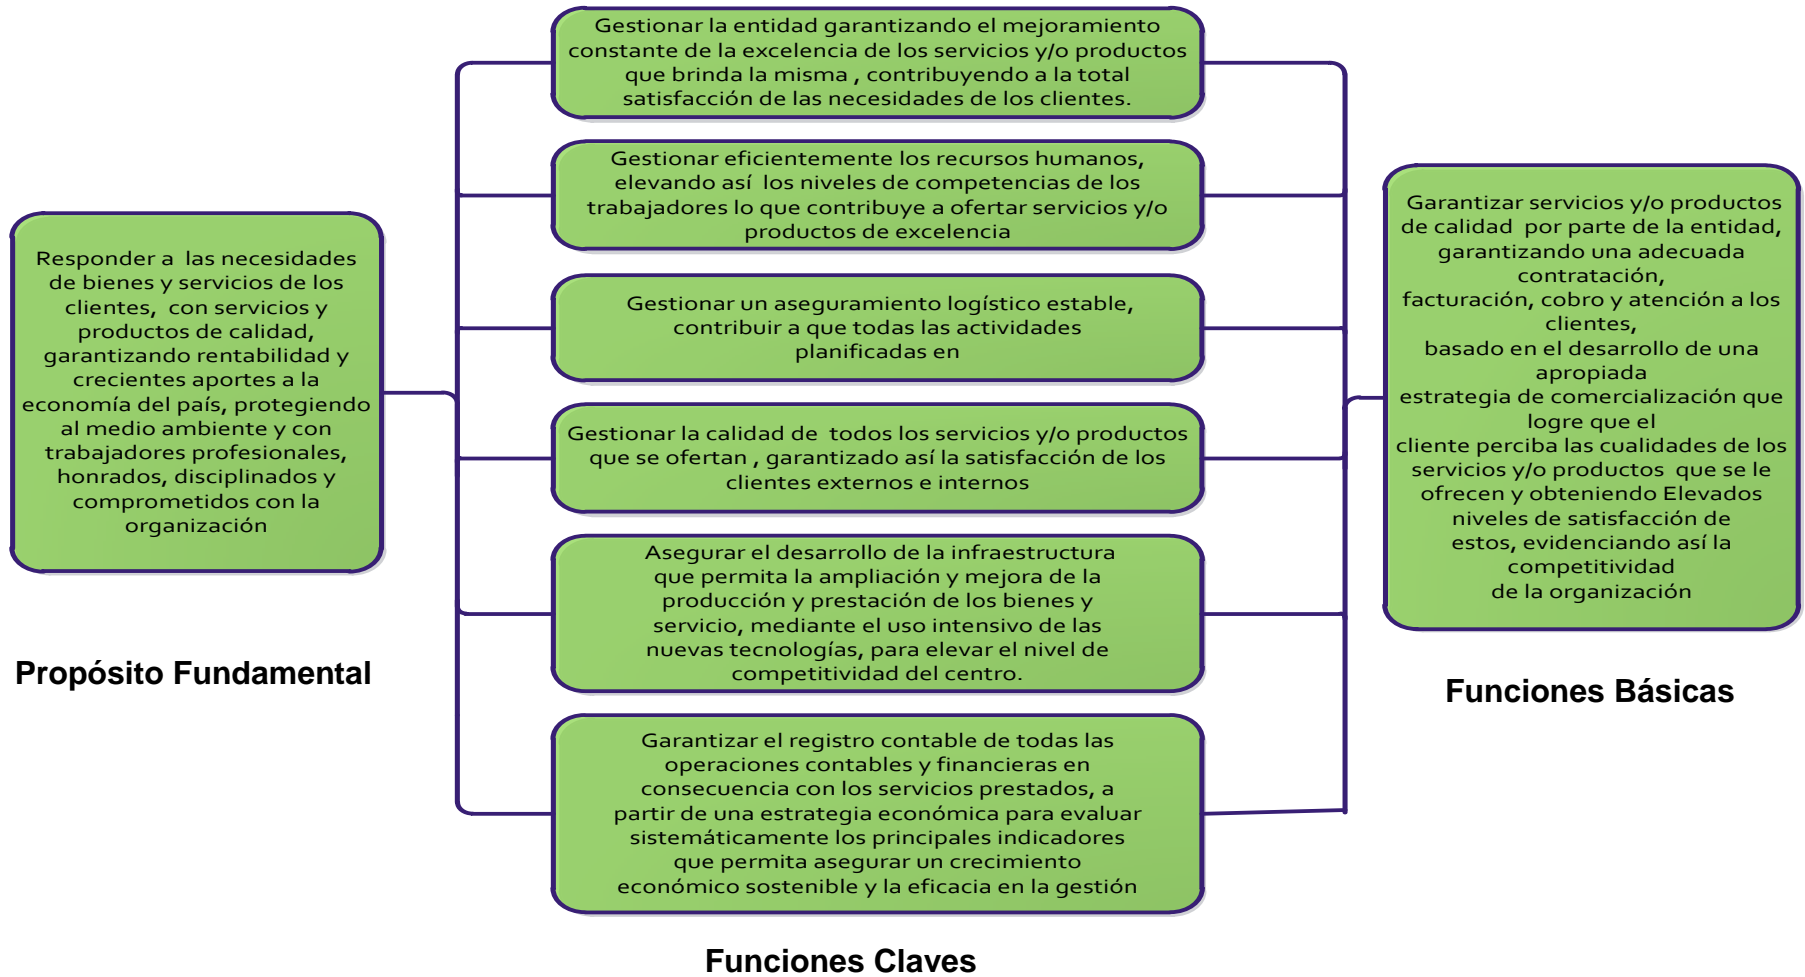 Responder a las necesidades
de bienes y servicios de los
clientes, con servicios y
productos de calidad,
garantizando rentabilidad y
crecientes aportes a la
economía del país, protegiendo
al medio ambiente y con
trabajadores profesionales,
honrados, disciplinados y
comprometidos con la
organización
Propósito Fundamental
Gestionar la entidad garantizando el mejoramiento
constante de la excelencia de los servicios y/o productos
que brinda la misma , contribuyendo a la total
satisfacción de las necesidades de los clientes.
Gestionar eficientemente los recursos humanos,
elevando así los niveles de competencias de los
trabajadores lo que contribuye a ofertar servicios y/o
productos de excelencia
Gestionar un aseguramiento logístico estable,
contribuir a que todas las actividades
planificadas en
Gestionar la calidad de todos los servicios y/o productos
que se ofertan , garantizado así la satisfacción de los
clientes externos e internos
Asegurar el desarrollo de la infraestructura
que permita la ampliación y mejora de la
producción y prestación de los bienes y
servicio, mediante el uso intensivo de las
nuevas tecnologías, para elevar el nivel de
competitividad del centro.
Garantizar el registro contable de todas las
operaciones contables y financieras en
consecuencia con los servicios prestados, a
partir de una estrategia económica para evaluar
sistemáticamente los principales indicadores
que permita asegurar un crecimiento
económico sostenible y la eficacia en la gestión
Funciones Claves
Garantizar servicios y/o productos
de calidad por parte de la entidad,
garantizando una adecuada
contratación,
facturación, cobro y atención a los
clientes,
basado en el desarrollo de una
apropiada
estrategia de comercialización que
logre que el
cliente perciba las cualidades de los
servicios y/o productos que se le
ofrecen y obteniendo Elevados
niveles de satisfacción de
estos, evidenciando así la
competitividad
de la organización
Funciones Básicas